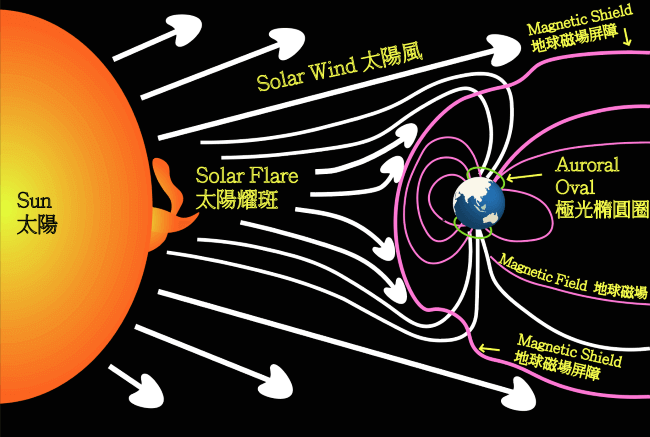 Magnetic Shield
地球磁場屏障
Solar Wind 太陽風
Solar Flare
太陽耀斑
Auroral
Oval
極光橢圓圈
Sun
太陽
Magnetic Field 地球磁場
Magnetic Shield
地球磁場屏障